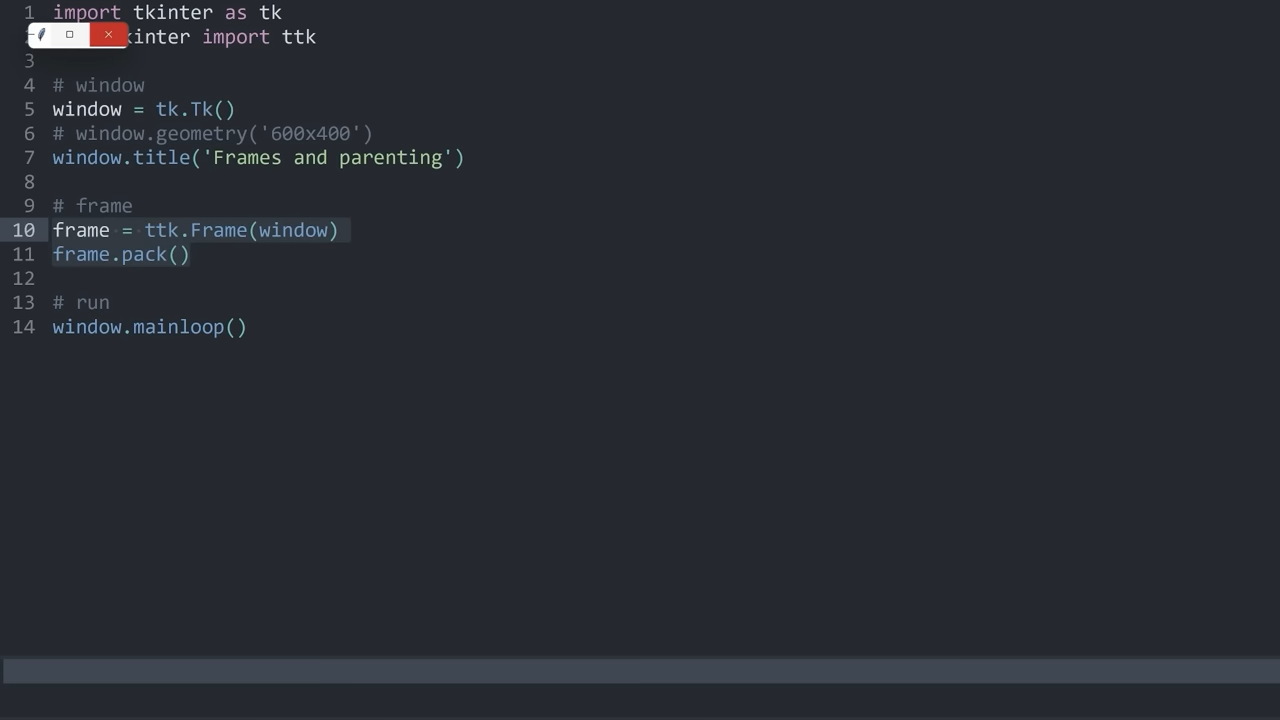 1 import tkinter as tk
kinter import ttk
3
4 # window
5 window = tk.Tk()
6 # window.geometry('600x400')
7 window.title('Frames and parenting')
8
9 # frame
10 frame = ttk.Frame(window)
11 frame.pack()
12
13 # run
14 window.mainloop()